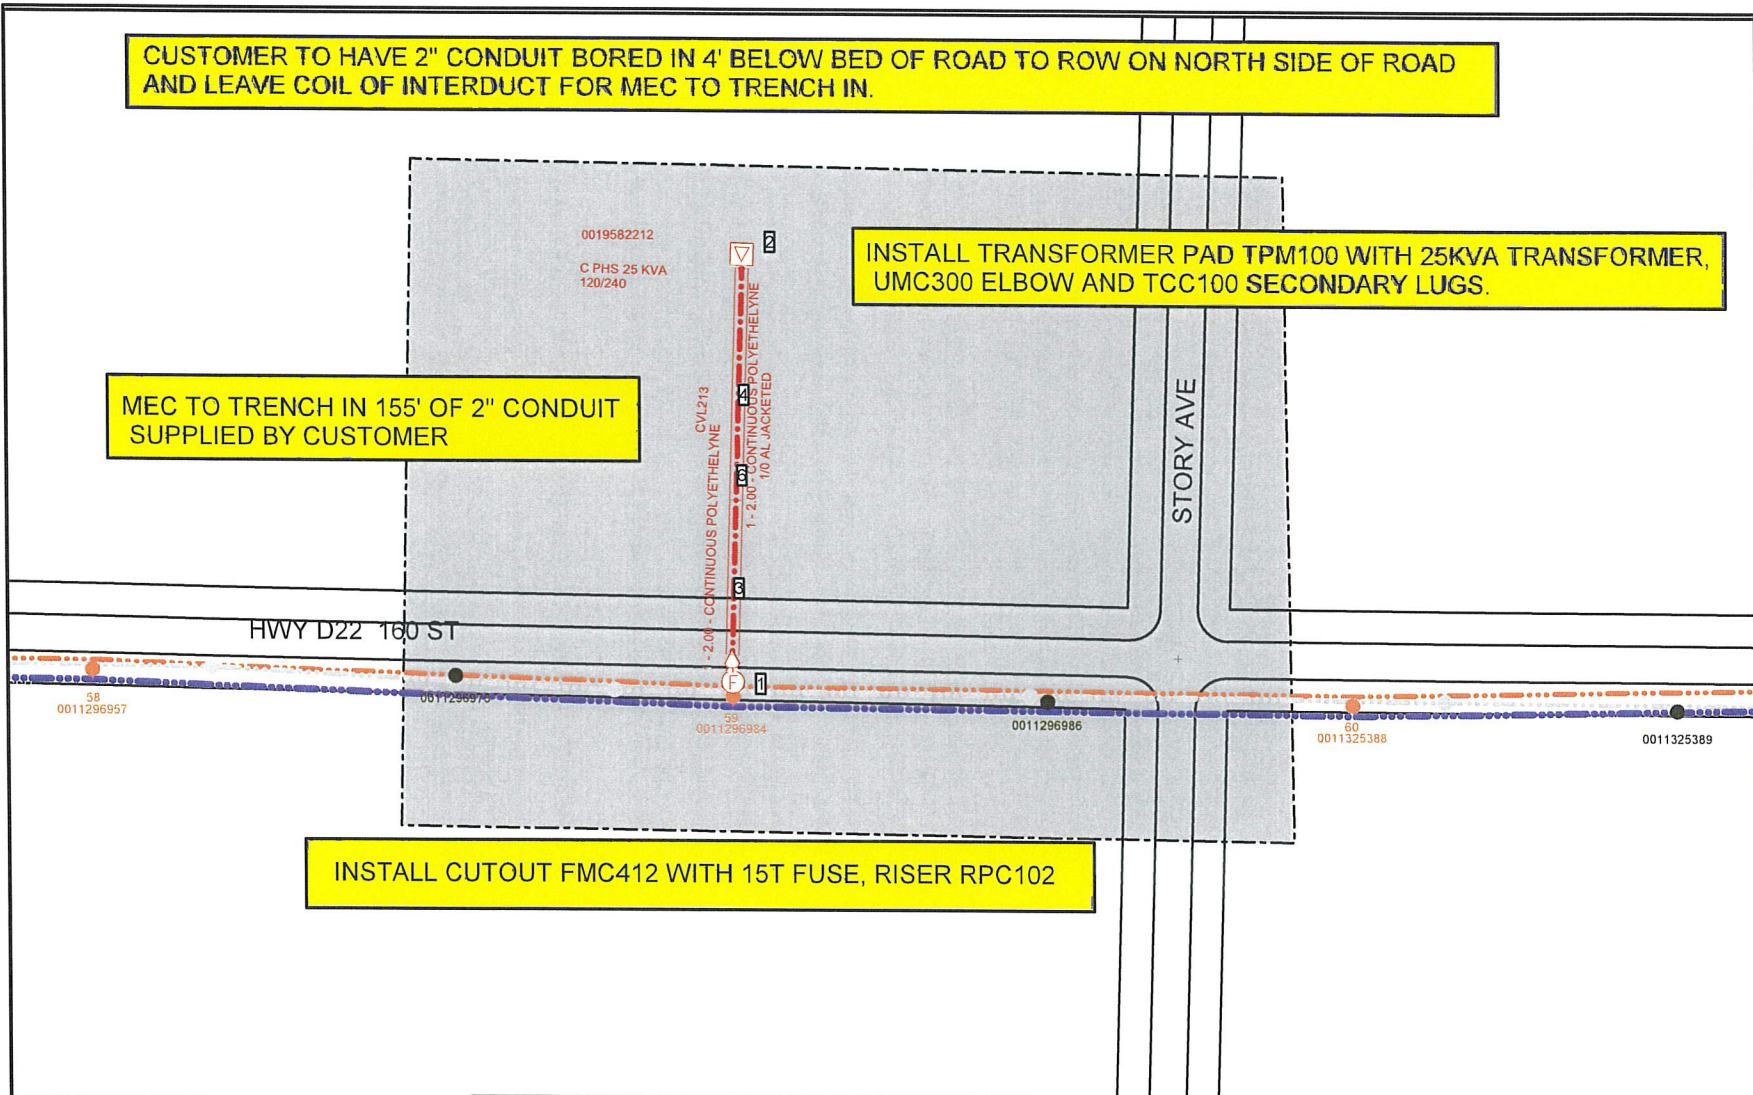 CUSTOMER TO HAVE 2" CONDUIT BORED IN 4' BELOW BED OF ROAD TO ROW ON NORTH SIDE OF ROAD
AND LEAVE COIL OF INTERDUCT FOR MEC TO TRENCH IN.
0019582212
C PHS 25 KVA
120/240
2
INSTALL TRANSFORMER PAD TPM100 WITH 25KVA TRANSFORMER,
UMC300 ELBOW AND TCC100 SECONDARY LUGS.
MEC TO TRENCH IN 155' OF 2" CONDUIT
SUPPLIED BY CUSTOMER
CVL213
1 - 2.00 - CONTINUOUS POLYETHELYNE
4
6
3
1 - 2.00 - CONTINUOUS POLYETHELYNE
1/0 AL JACKETED
STORY AVE
HWY D22 160 ST
F
1
58
0011296957
0011296976
59
0011296984
0011296986
60
0011325388
0011325389
INSTALL CUTOUT FMC412 WITH 15T FUSE, RISER RPC102